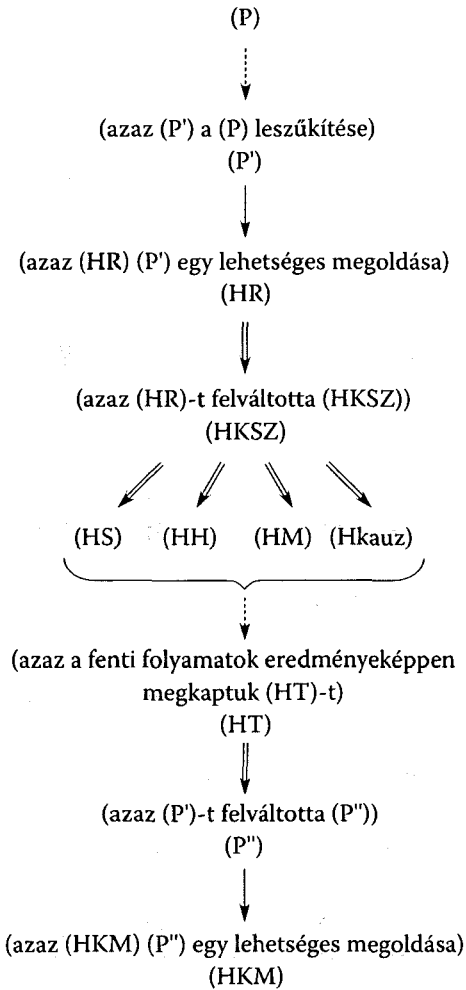 (P)
(azaz (P') a (P) leszűkítése)
(P')
(azaz (HR) (P') egy lehetséges megoldása)
(HR)
(azaz (HR)-t felváltotta (HKSZ))
(HKSZ)
(HS) (HH) (HM) (Hkauz)
(azaz a fenti folyamatok eredményeképpen
megkaptuk (HT)-t)
(HT)
(azaz (P')-t felváltotta (P''))
(P'')
(azaz (HKM) (P'') egy lehetséges megoldása)
(HKM)